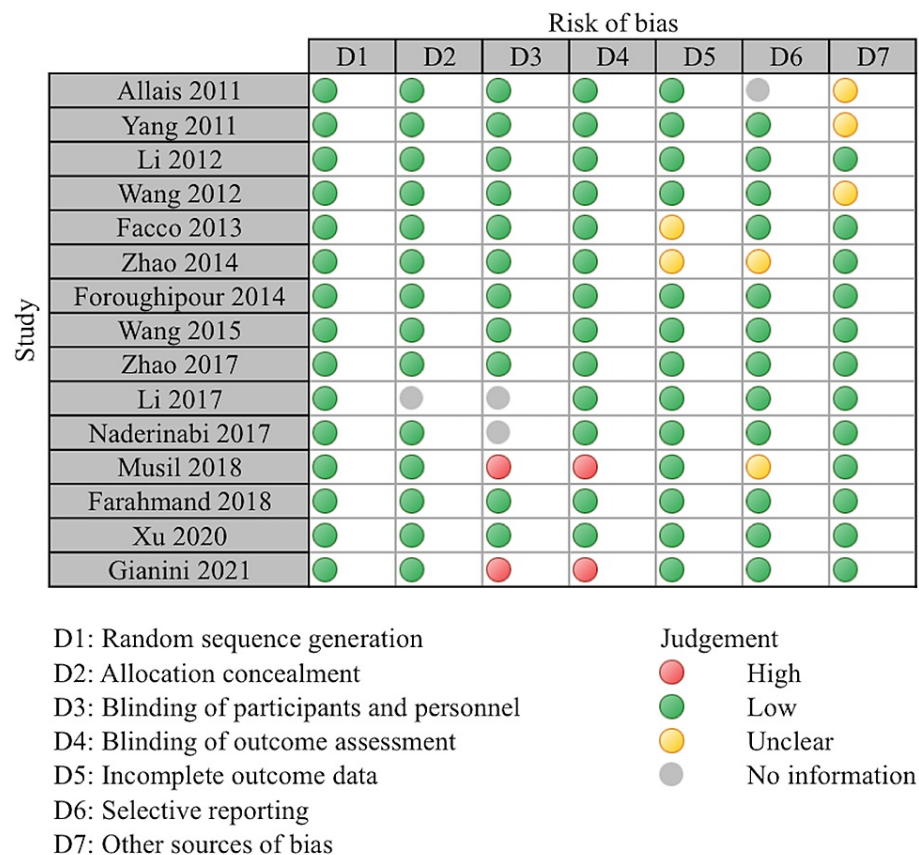 Risk of bias
D1 D2 D3 D4 D5 D6 D7
Study
Allais 2011
Yang 2011
Li 2012
Wang 2012
Facco 2013
Zhao 2014
Foroughipour 2014
Wang 2015
Zhao 2017
Li 2017
Naderinabi 2017
Musil 2018
Farahmand 2018
Xu 2020
Gianini 2021
D1: Random sequence generation
D2: Allocation concealment
D3: Blinding of participants and personnel
D4: Blinding of outcome assessment
D5: Incomplete outcome data
D6: Selective reporting
D7: Other sources of bias
Judgement
High
Low
Unclear
No information